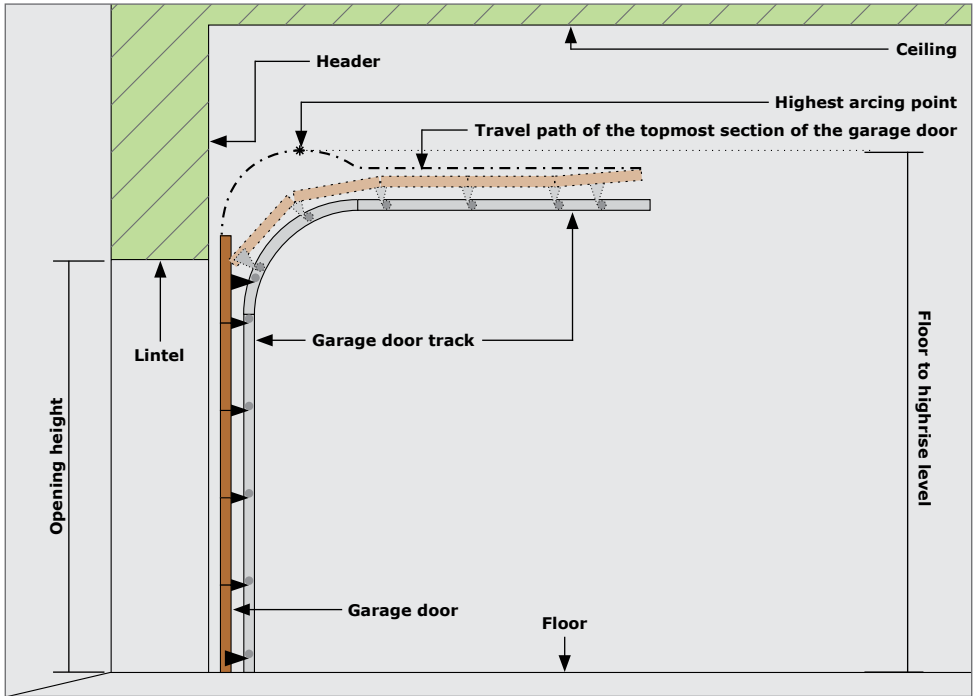 Ceiling
Header
Highest arcing point
Travel path of the topmost section of the garage door
Lintel
Garage door track
Opening height
Floor to highrise level
Garage door
Floor